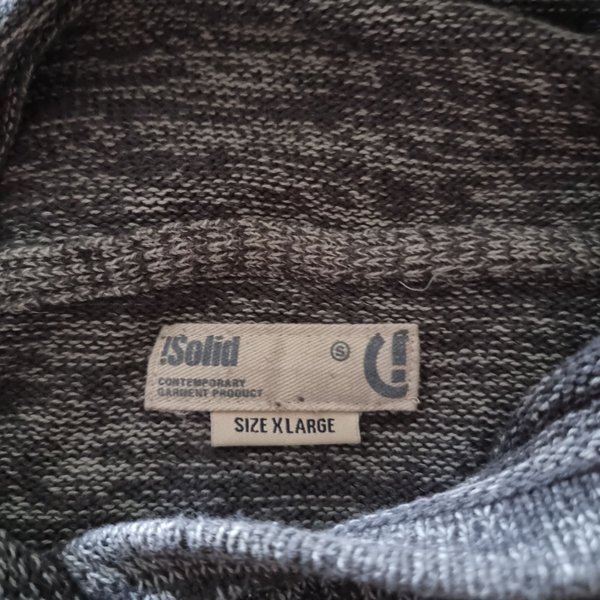 !Solid
S
CONTEMPORARY
GARMENT PRODUCT
SIZE XLARGE